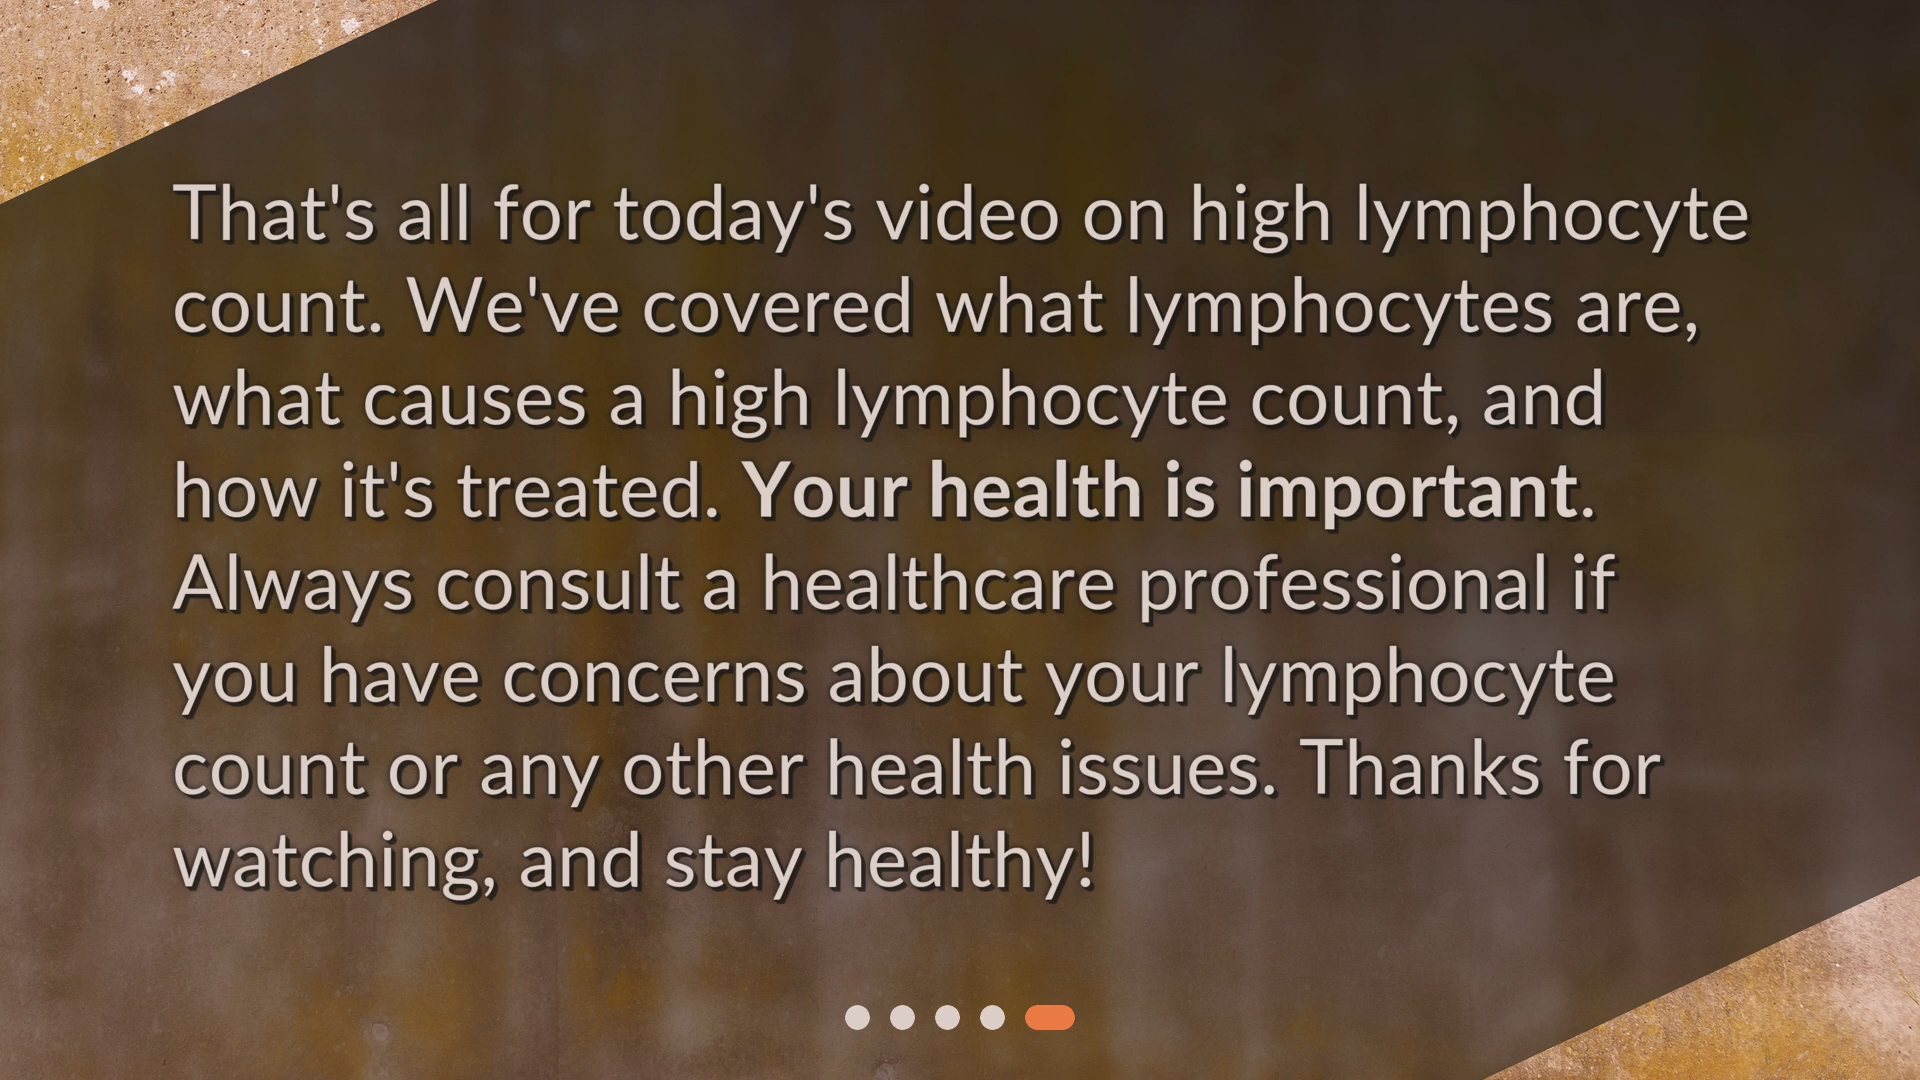 That's all for today's video on high lymphocyte
count. We've covered what lymphocytes are,
what causes a high lymphocyte count, and
how it's treated. Your health is important.
Always consult a healthcare professional if
you have concerns about your lymphocyte
count or any other health issues. Thanks for
watching, and stay healthy!